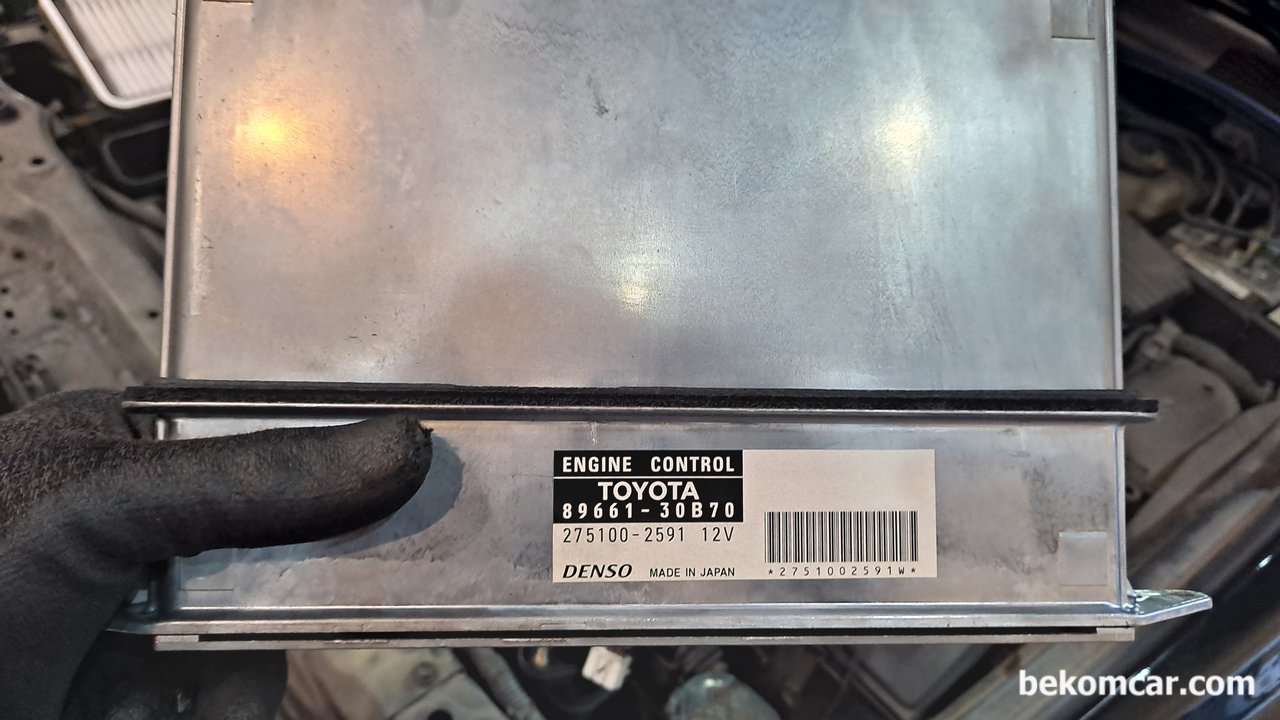 ENGINE CONTROL
TOYOTA
89661-30B70
275100-2591 12V
DENSO MADE IN JAPAN
*2751002591W*
bekomcar.com